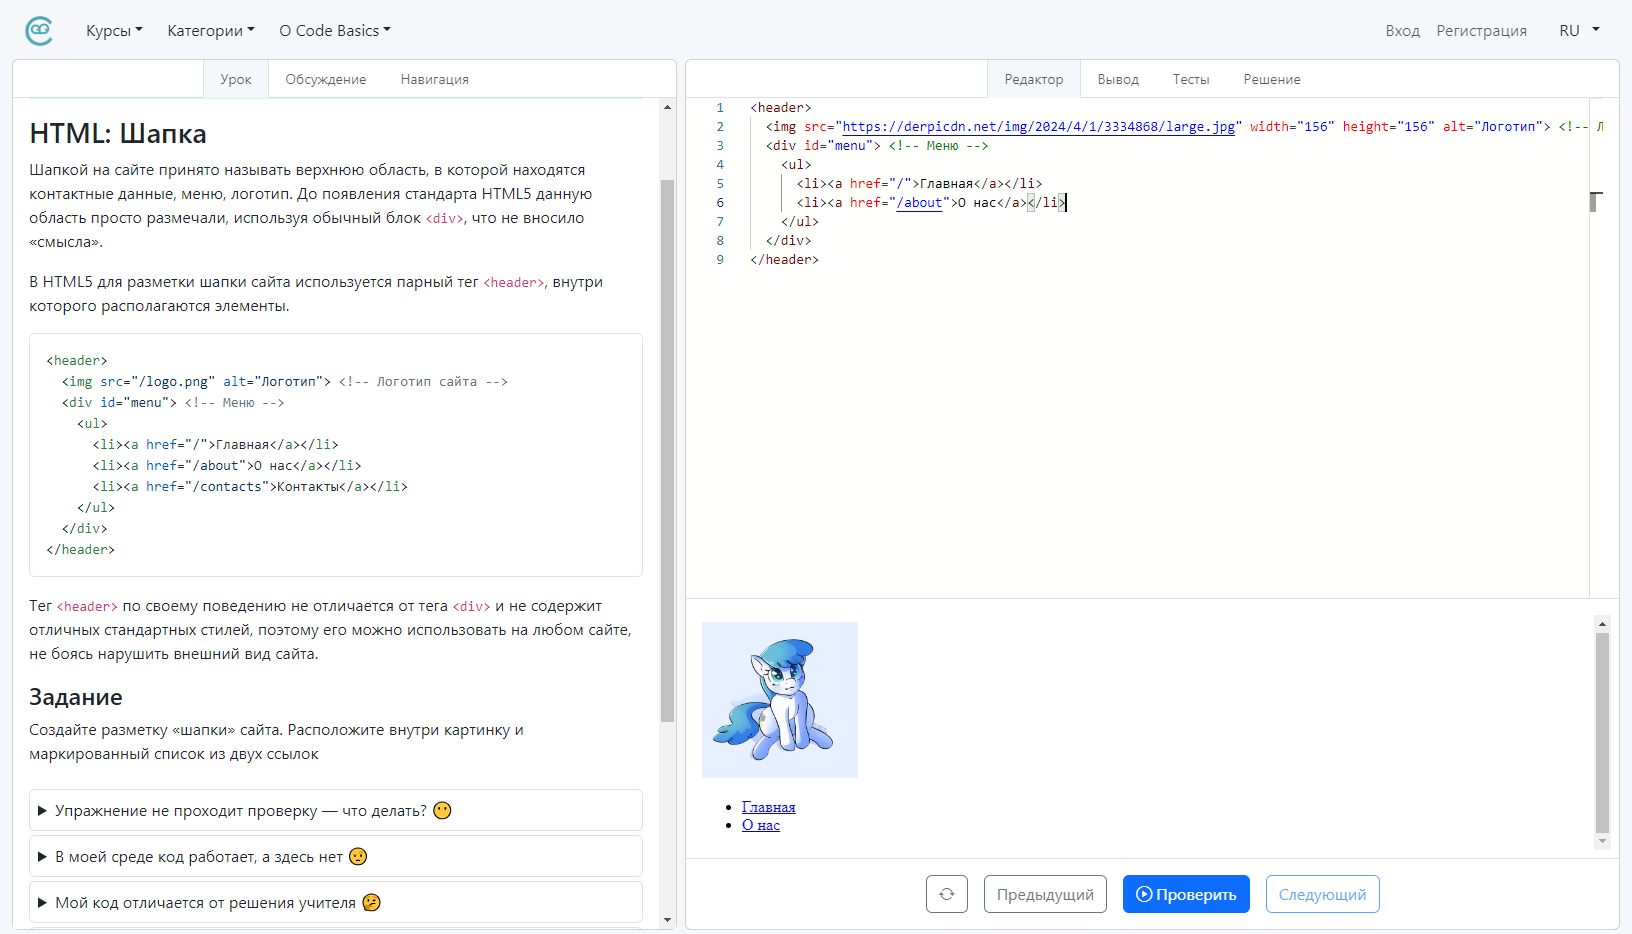 Курсы Категории О Code Basics Вход Регистрация RU
Урок Обсуждение Навигация
HTML: Шапка
Шапкой на сайте принято называть верхнюю область, в которой находятся
контактные данные, меню, логотип. До появления стандарта HTML5 данную
область просто размечали, используя обычный блок <div>, что не вносило
«смысла».
В HTML5 для разметки шапки сайта используется парный тег <header>, внутри
которого располагаются элементы.
<header>
<img src="/logo.png" alt="Логотип"> <!-- Логотип сайта -->
<div id="menu"> <!-- Меню -->
<ul>
<li><a href="/">Главная</a></li>
<li><a href="/about">О нас</a></li>
<li><a href="/contacts">Контакты</a></li>
</ul>
</div>
</header>
Тег <header> по своему поведению не отличается от тега <div> и не содержит
отличных стандартных стилей, поэтому его можно использовать на любом сайте,
не боясь нарушить внешний вид сайта.
Задание
Создайте разметку «шапки» сайта. Расположите внутри картинку и
маркированный список из двух ссылок
Упражнение не проходит проверку — что делать? 😶
В моей среде код работает, а здесь нет 🤨
Мой код отличается от решения учителя 🤔
Редактор Вывод Тесты Решение
1 <header>
2 <img src="https://derpicdn.net/img/2024/4/1/3334868/large.jpg" width="156" height="156" alt="Логотип"> <!-- Л
3 <div id="menu"> <!-- Меню -->
4 <ul>
5 <li><a href="/">Главная</a></li>
6 <li><a href="/about">О нас</a></li>
7 </ul>
8 </div>
9 </header>
Главная
О нас
Предыдущий Проверить Следующий